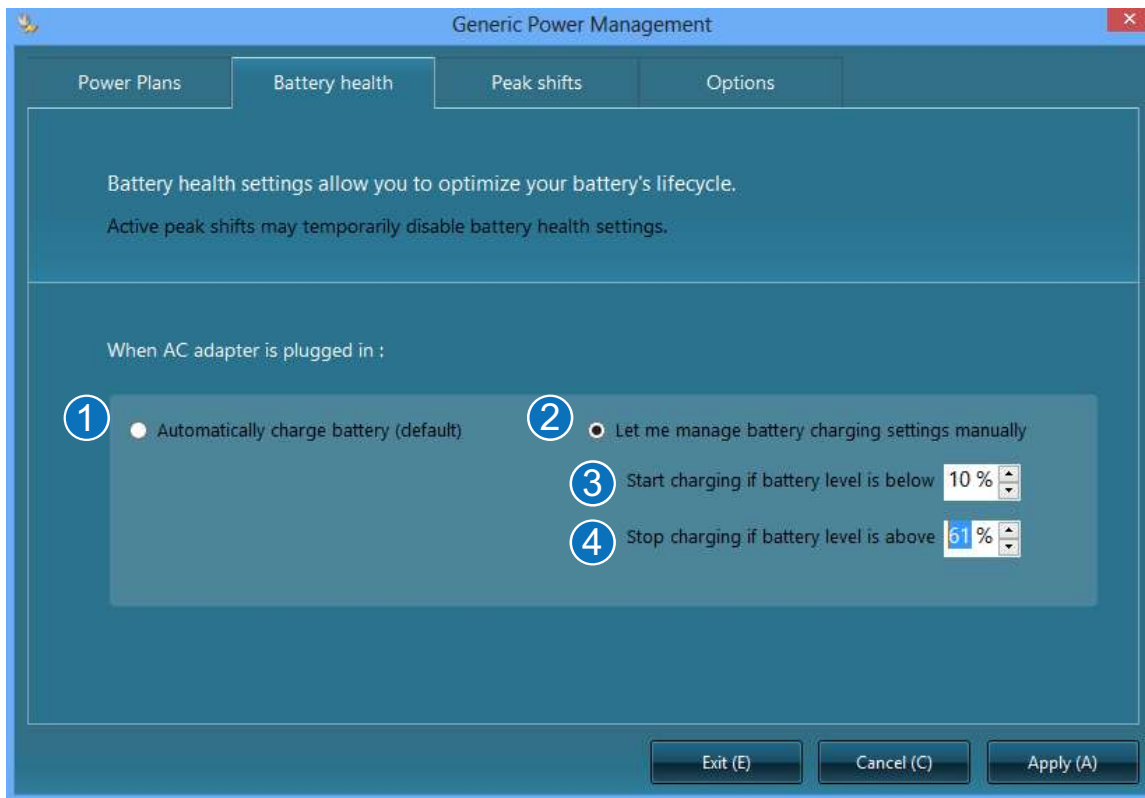 Generic Power Management
Power Plans Battery health Peak shifts Options
Battery health settings allow you to optimize your battery's lifecycle.
Active peak shifts may temporarily disable battery health settings.
When AC adapter is plugged in :
1 Automatically charge battery (default) 2 Let me manage battery charging settings manually
3 Start charging if battery level is below 10 %
4 Stop charging if battery level is above 61 %
Exit (E) Cancel (C) Apply (A)